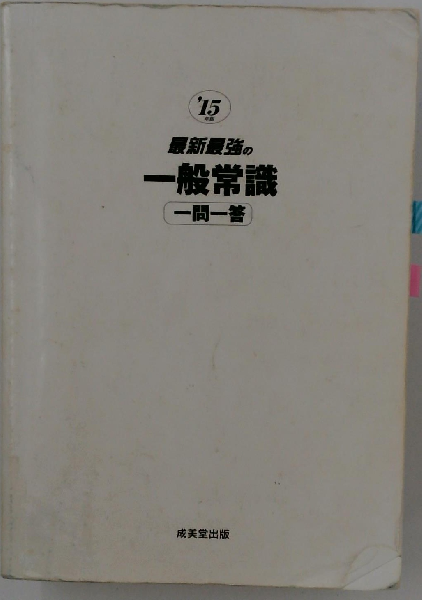 '15
年版
最新最強の
一般常識
一問一答
成美堂出版